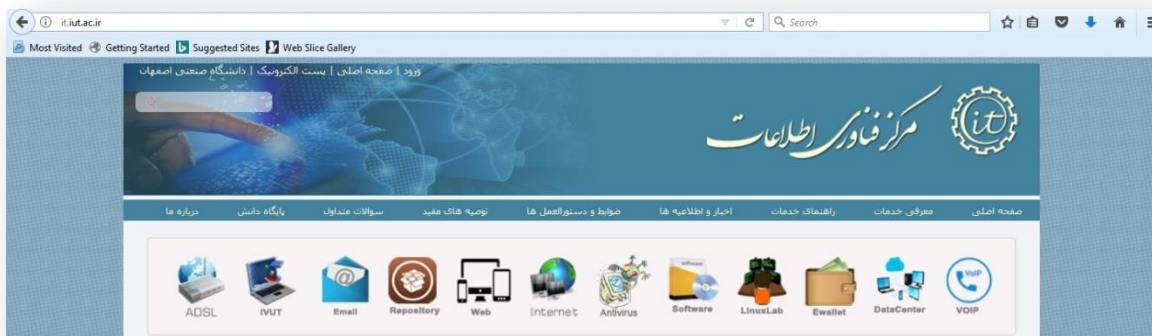 it.iut.ac.ir
Search
Most Visited Getting Started Suggested Sites Web Slice Gallery
ورود | صفحه اصلی | پست الکترونیک | دانشگاه صنعتی اصفهان
مرکز فناوری اطلاعات
it
صفحه اصلی معرفی خدمات راهنمای خدمات اخبار و اطلاعیه ها ضوابط و دستورالعمل ها توصیه های مفید سوالات متداول پایگاه دانش درباره ما
software
VoIP
ADSL IVUT Email Repository Web Internet Antivirus Software LinuxLab Ewallet DataCenter VOIP